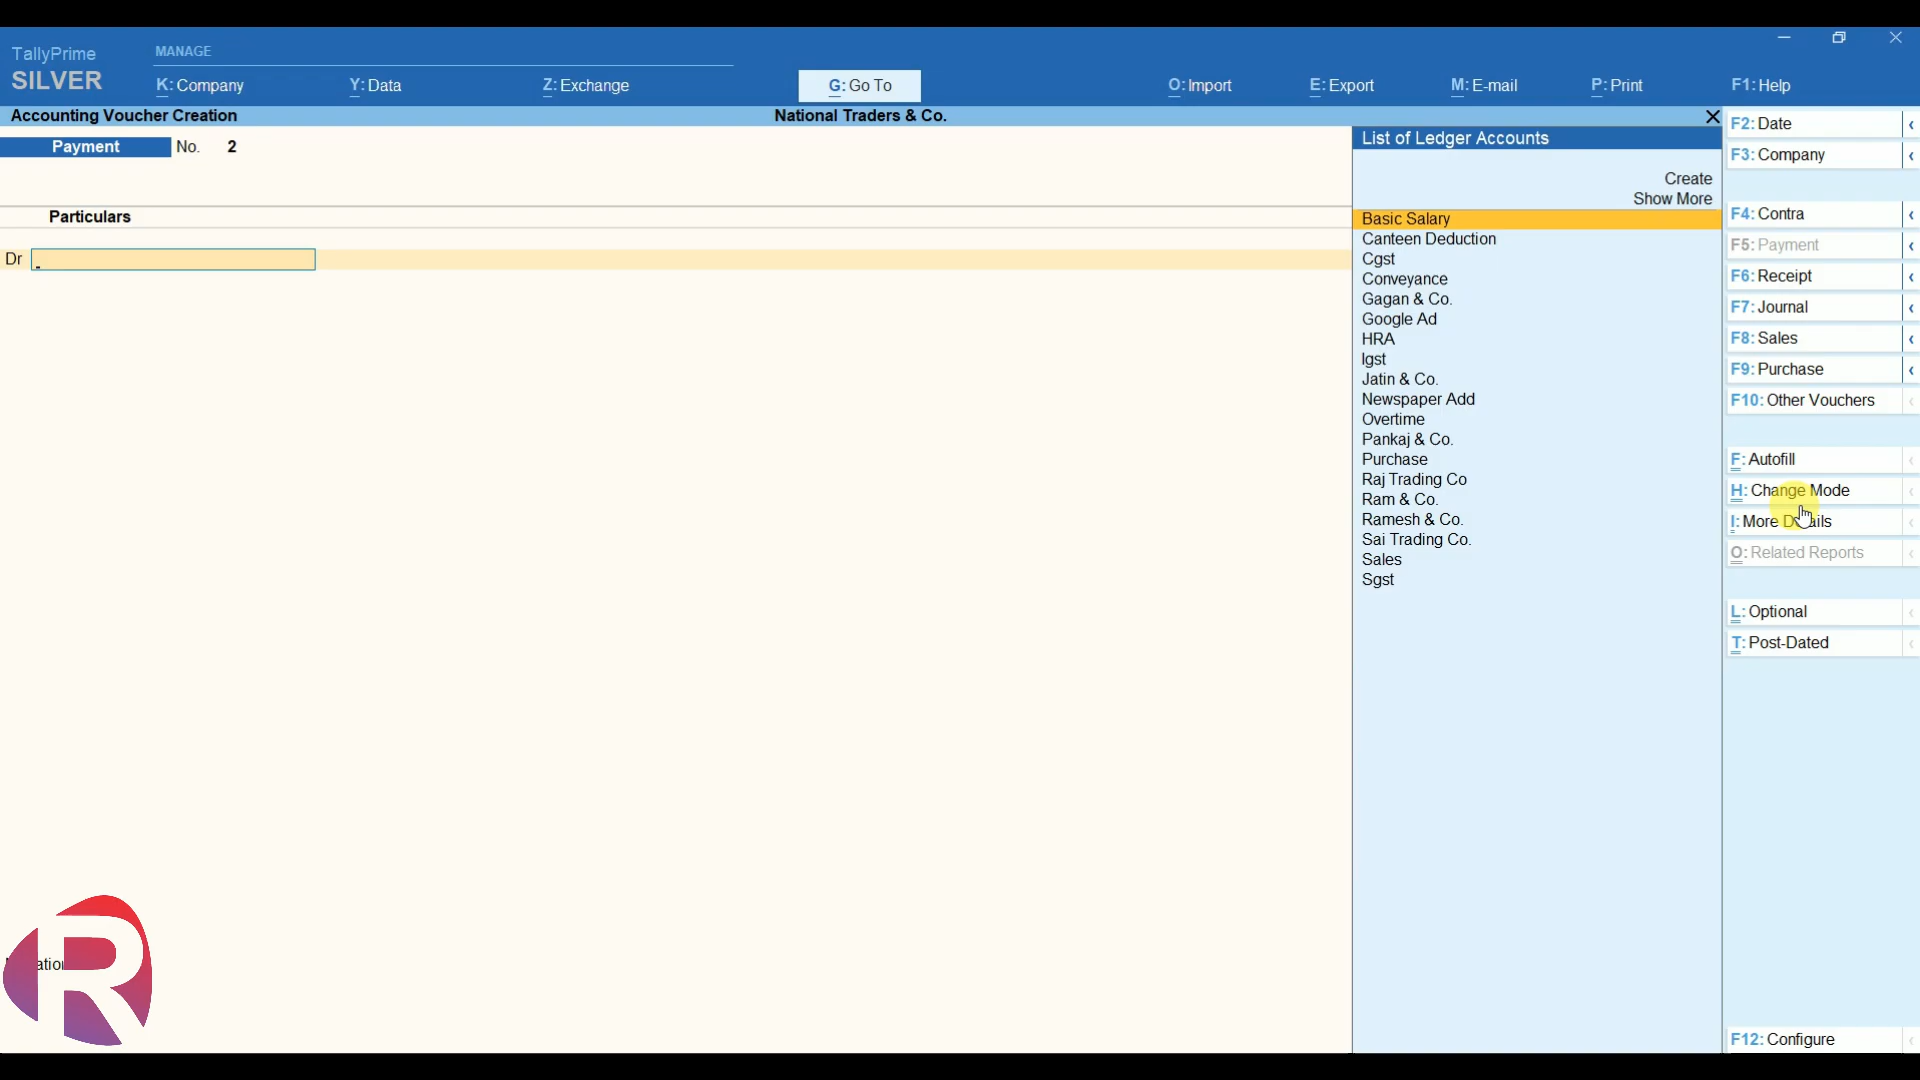 TallyPrime
SILVER
MANAGE
K: Company
Y: Data
Z: Exchange
G: Go To
O: Import
E: Export
M: E-mail
P: Print
F1: Help
Accounting Voucher Creation
National Traders & Co.
Payment No. 2
Particulars
Dr
List of Ledger Accounts
Create
Show More
Basic Salary
Canteen Deduction
Cgst
Conveyance
Gagan & Co.
Google Ad
HRA
Igst
Jatin & Co.
Newspaper Add
Overtime
Pankaj & Co.
Purchase
Raj Trading Co
Ram & Co.
Ramesh & Co.
Sai Trading Co.
Sales
Sgst
F2: Date
F3: Company
F4: Contra
F5: Payment
F6: Receipt
F7: Journal
F8: Sales
F9: Purchase
F10: Other Vouchers
F: Autofill
H: Change Mode
I: More Details
O: Related Reports
L: Optional
T: Post-Dated
F12: Configure
R